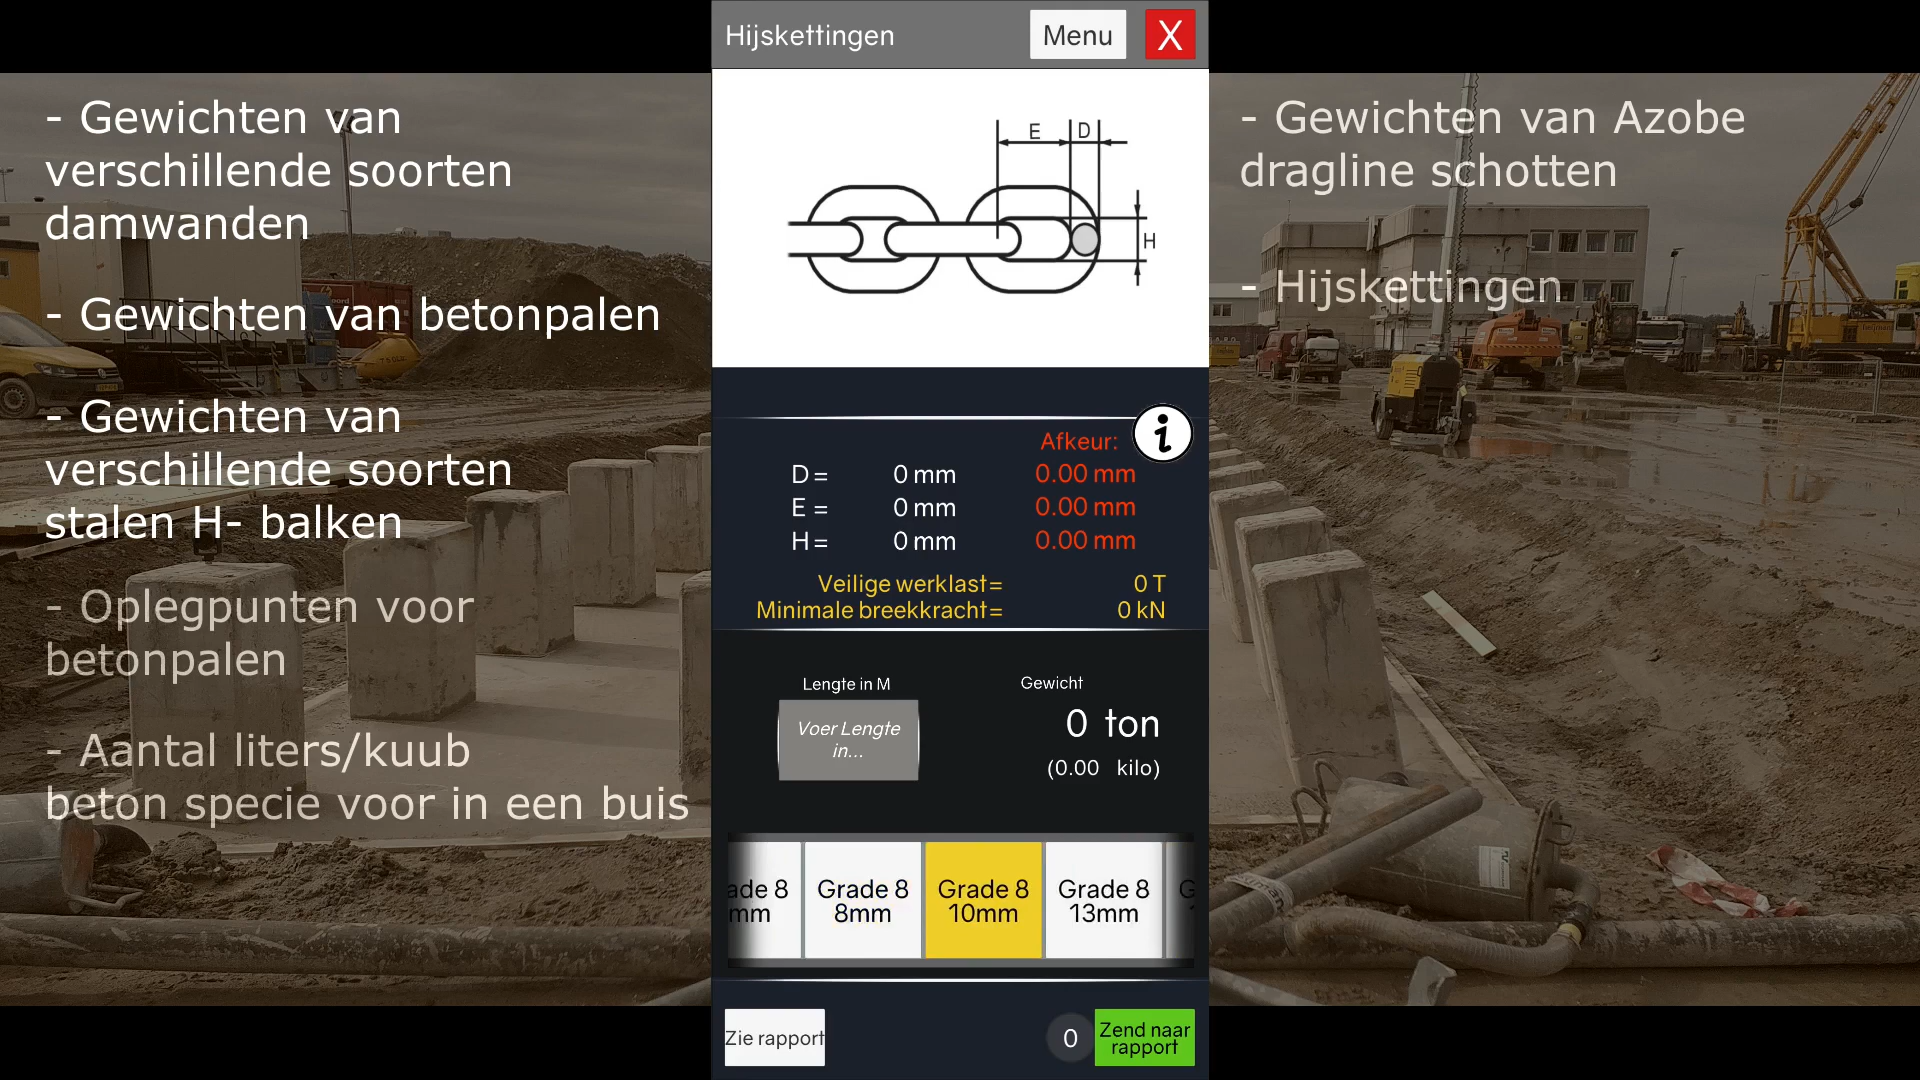 - Gewichten van
verschillende soorten
damwanden
- Gewichten van betonpalen
- Gewichten van
verschillende soorten
stalen H- balken
- Oplegpunten voor
betonpalen
- Aantal liters/kuub
beton specie voor in een buis
Hijskettingen
Menu
X
E
D
H
i
Afkeur:
D = 0 mm 0.00 mm
E = 0 mm 0.00 mm
H = 0 mm 0.00 mm
Veilige werklast= 0 T
Minimale breekkracht= 0 kN
Lengte in M
Voer Lengte
in...
Gewicht
0 ton
(0.00 kilo)
ade 8
mm
Grade 8
8mm
Grade 8
10mm
Grade 8
13mm
Zie rapport
0
Zend naar
rapport
- Gewichten van Azobe
dragline schotten
- Hijskettingen